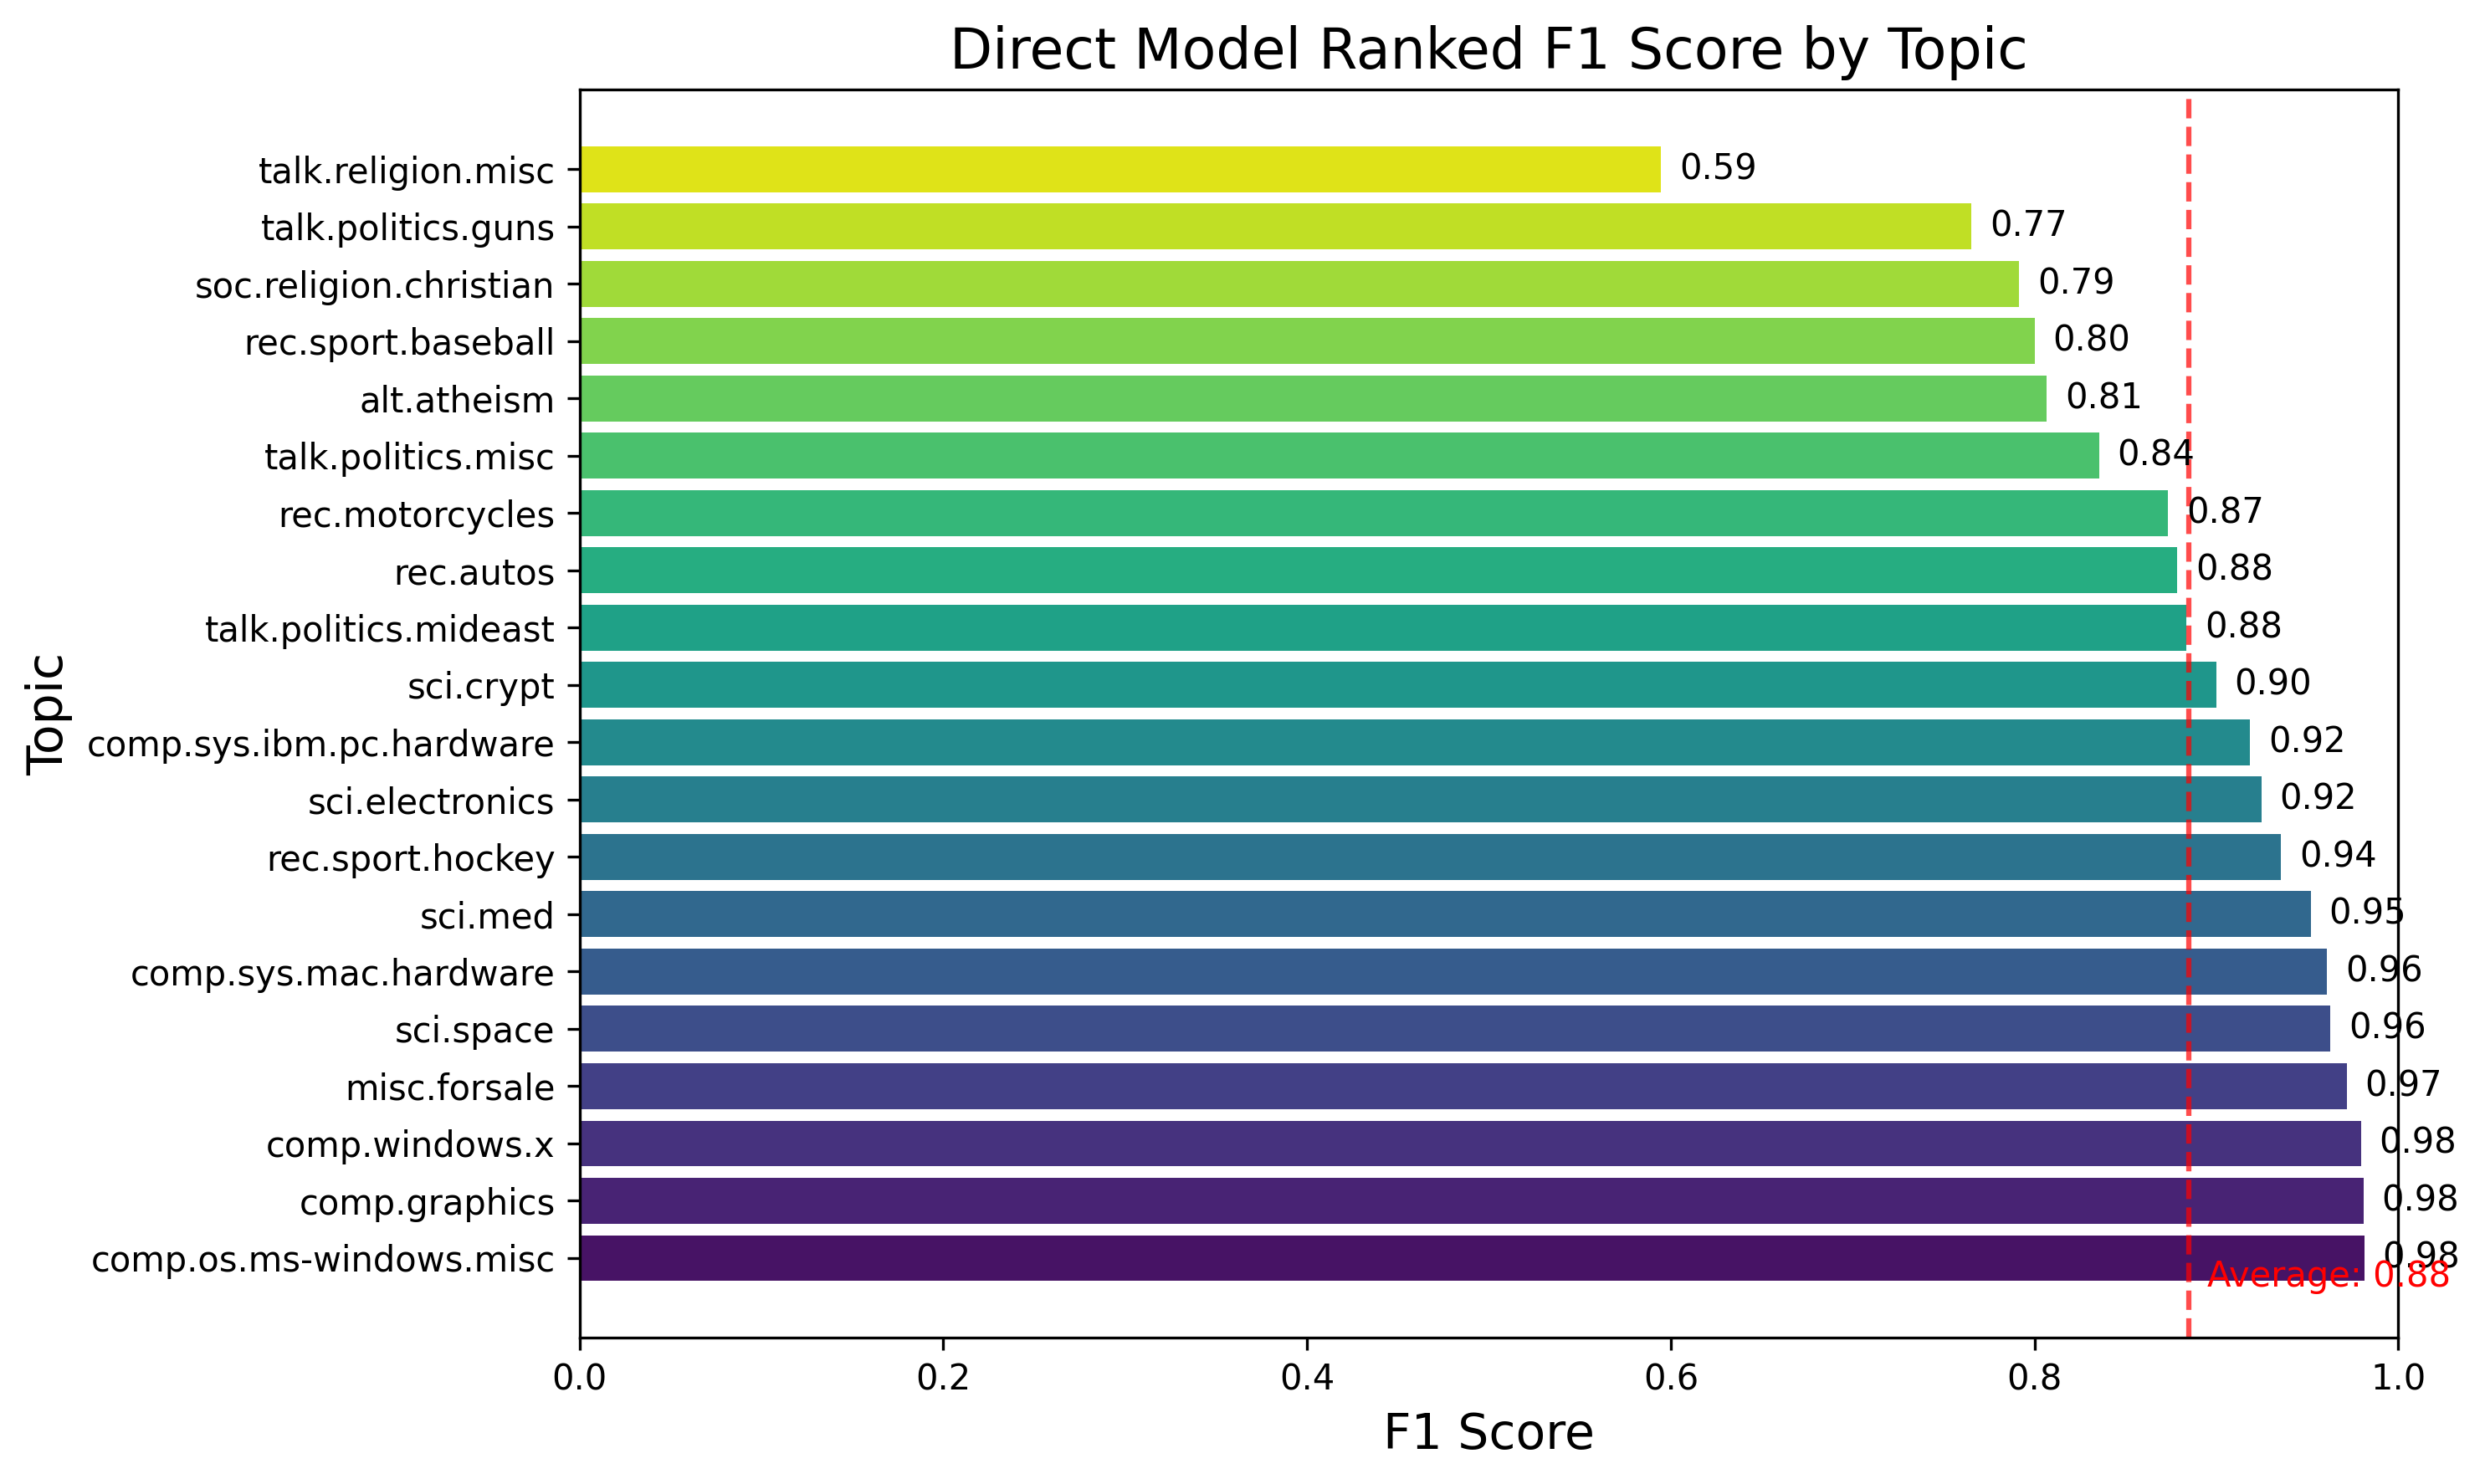 Direct Model Ranked F1 Score by Topic
Topic
talk.religion.misc 0.59
talk.politics.guns 0.77
soc.religion.christian 0.79
rec.sport.baseball 0.80
alt.atheism 0.81
talk.politics.misc 0.84
rec.motorcycles 0.87
rec.autos 0.88
talk.politics.mideast 0.88
sci.crypt 0.90
comp.sys.ibm.pc.hardware 0.92
sci.electronics 0.92
rec.sport.hockey 0.94
sci.med 0.95
comp.sys.mac.hardware 0.96
sci.space 0.96
misc.forsale 0.97
comp.windows.x 0.98
comp.graphics 0.98
comp.os.ms-windows.misc 0.98
Average: 0.88
0.0 0.2 0.4 0.6 0.8 1.0
F1 Score